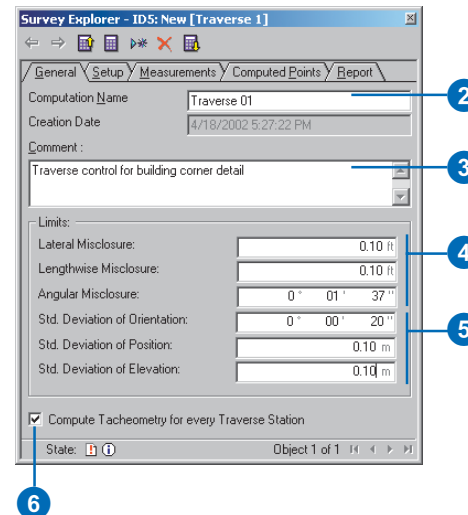 Survey Explorer - ID5: New [Traverse 1]
General Setup Measurements Computed Points Report
Computation Name Traverse 01 2
Creation Date 4/18/2002 5:27:22 PM
Comment :
Traverse control for building corner detail 3
Limits:
Lateral Misclosure: 0.10 ft
Lengthwise Misclosure: 0.10 ft 4
Angular Misclosure: 0 ° 01 ' 37 "
Std. Deviation of Orientation: 0 ° 00 ' 20 " 5
Std. Deviation of Position: 0.10 m
Std. Deviation of Elevation: 0.10 m
Compute Tacheometry for every Traverse Station
State: Object 1 of 1
6